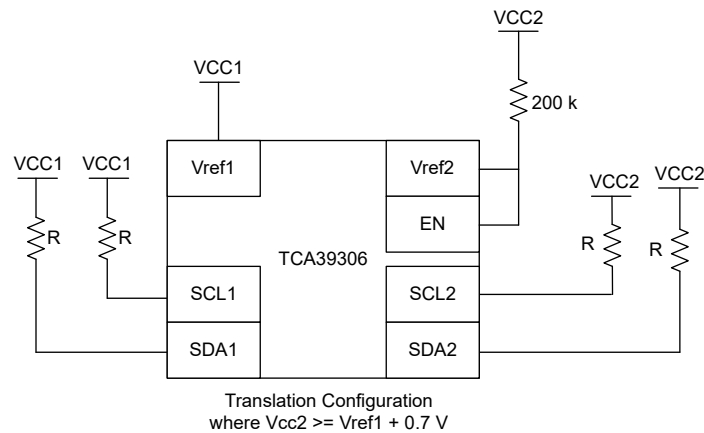 VCC2
VCC1
200 k
VCC1
VCC1
Vref1
Vref2
VCC2
VCC2
EN
R
R
R
R
TCA39306
SCL1
SCL2
SDA1
SDA2
Translation Configuration
where Vcc2 >= Vref1 + 0.7 V